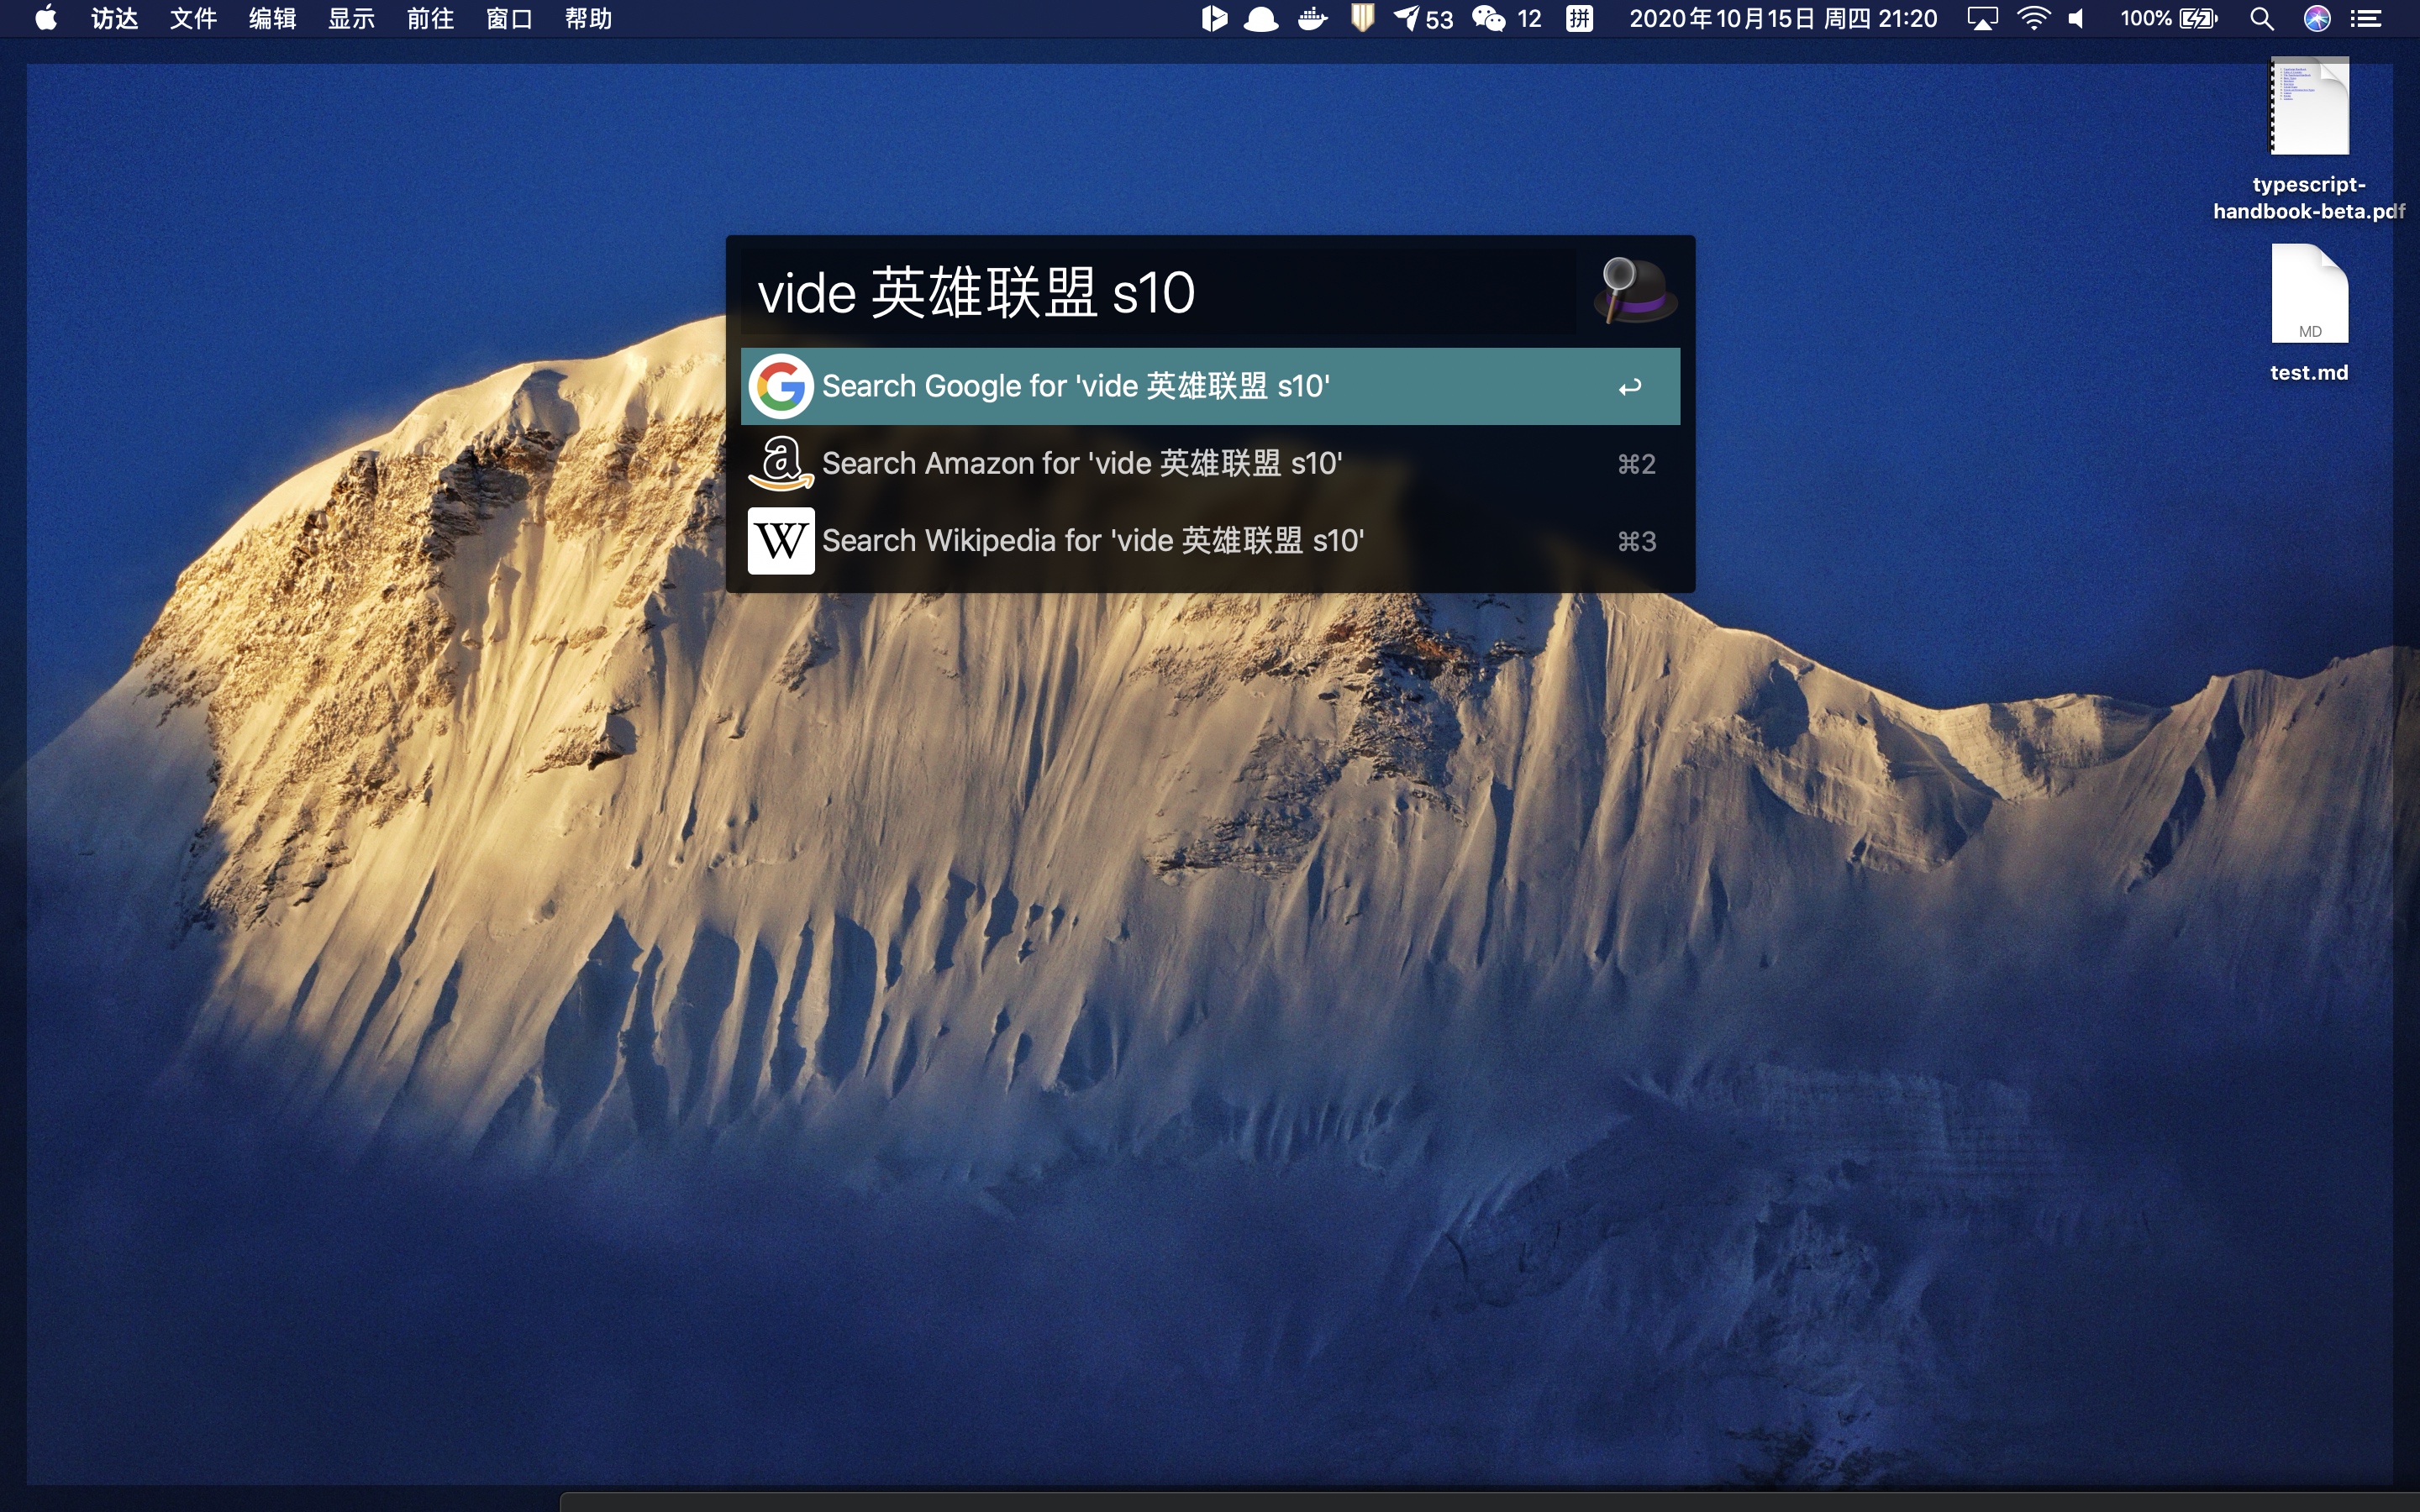 访达 文件 编辑 显示 前往 窗口 帮助 53 12 拼 2020年10月15日 周四 21:20 100%
typescript-
handbook-beta.pdf
MD
test.md
vide 英雄联盟 s10
Search Google for 'vide 英雄联盟 s10' ↩
Search Amazon for 'vide 英雄联盟 s10' ⌘2
Search Wikipedia for 'vide 英雄联盟 s10' ⌘3